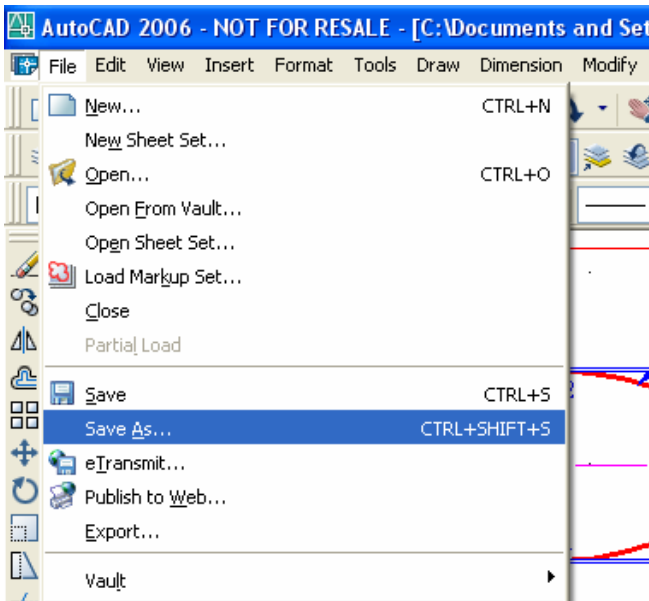 AutoCAD 2006 - NOT FOR RESALE - [C:\Documents and Set
File Edit View Insert Format Tools Draw Dimension Modify
New... CTRL+N
New Sheet Set...
Open... CTRL+O
Open From Vault...
Open Sheet Set...
Load Markup Set...
Close
Partial Load
Save CTRL+S
Save As... CTRL+SHIFT+S
eTransmit...
Publish to Web...
Export...
Vault